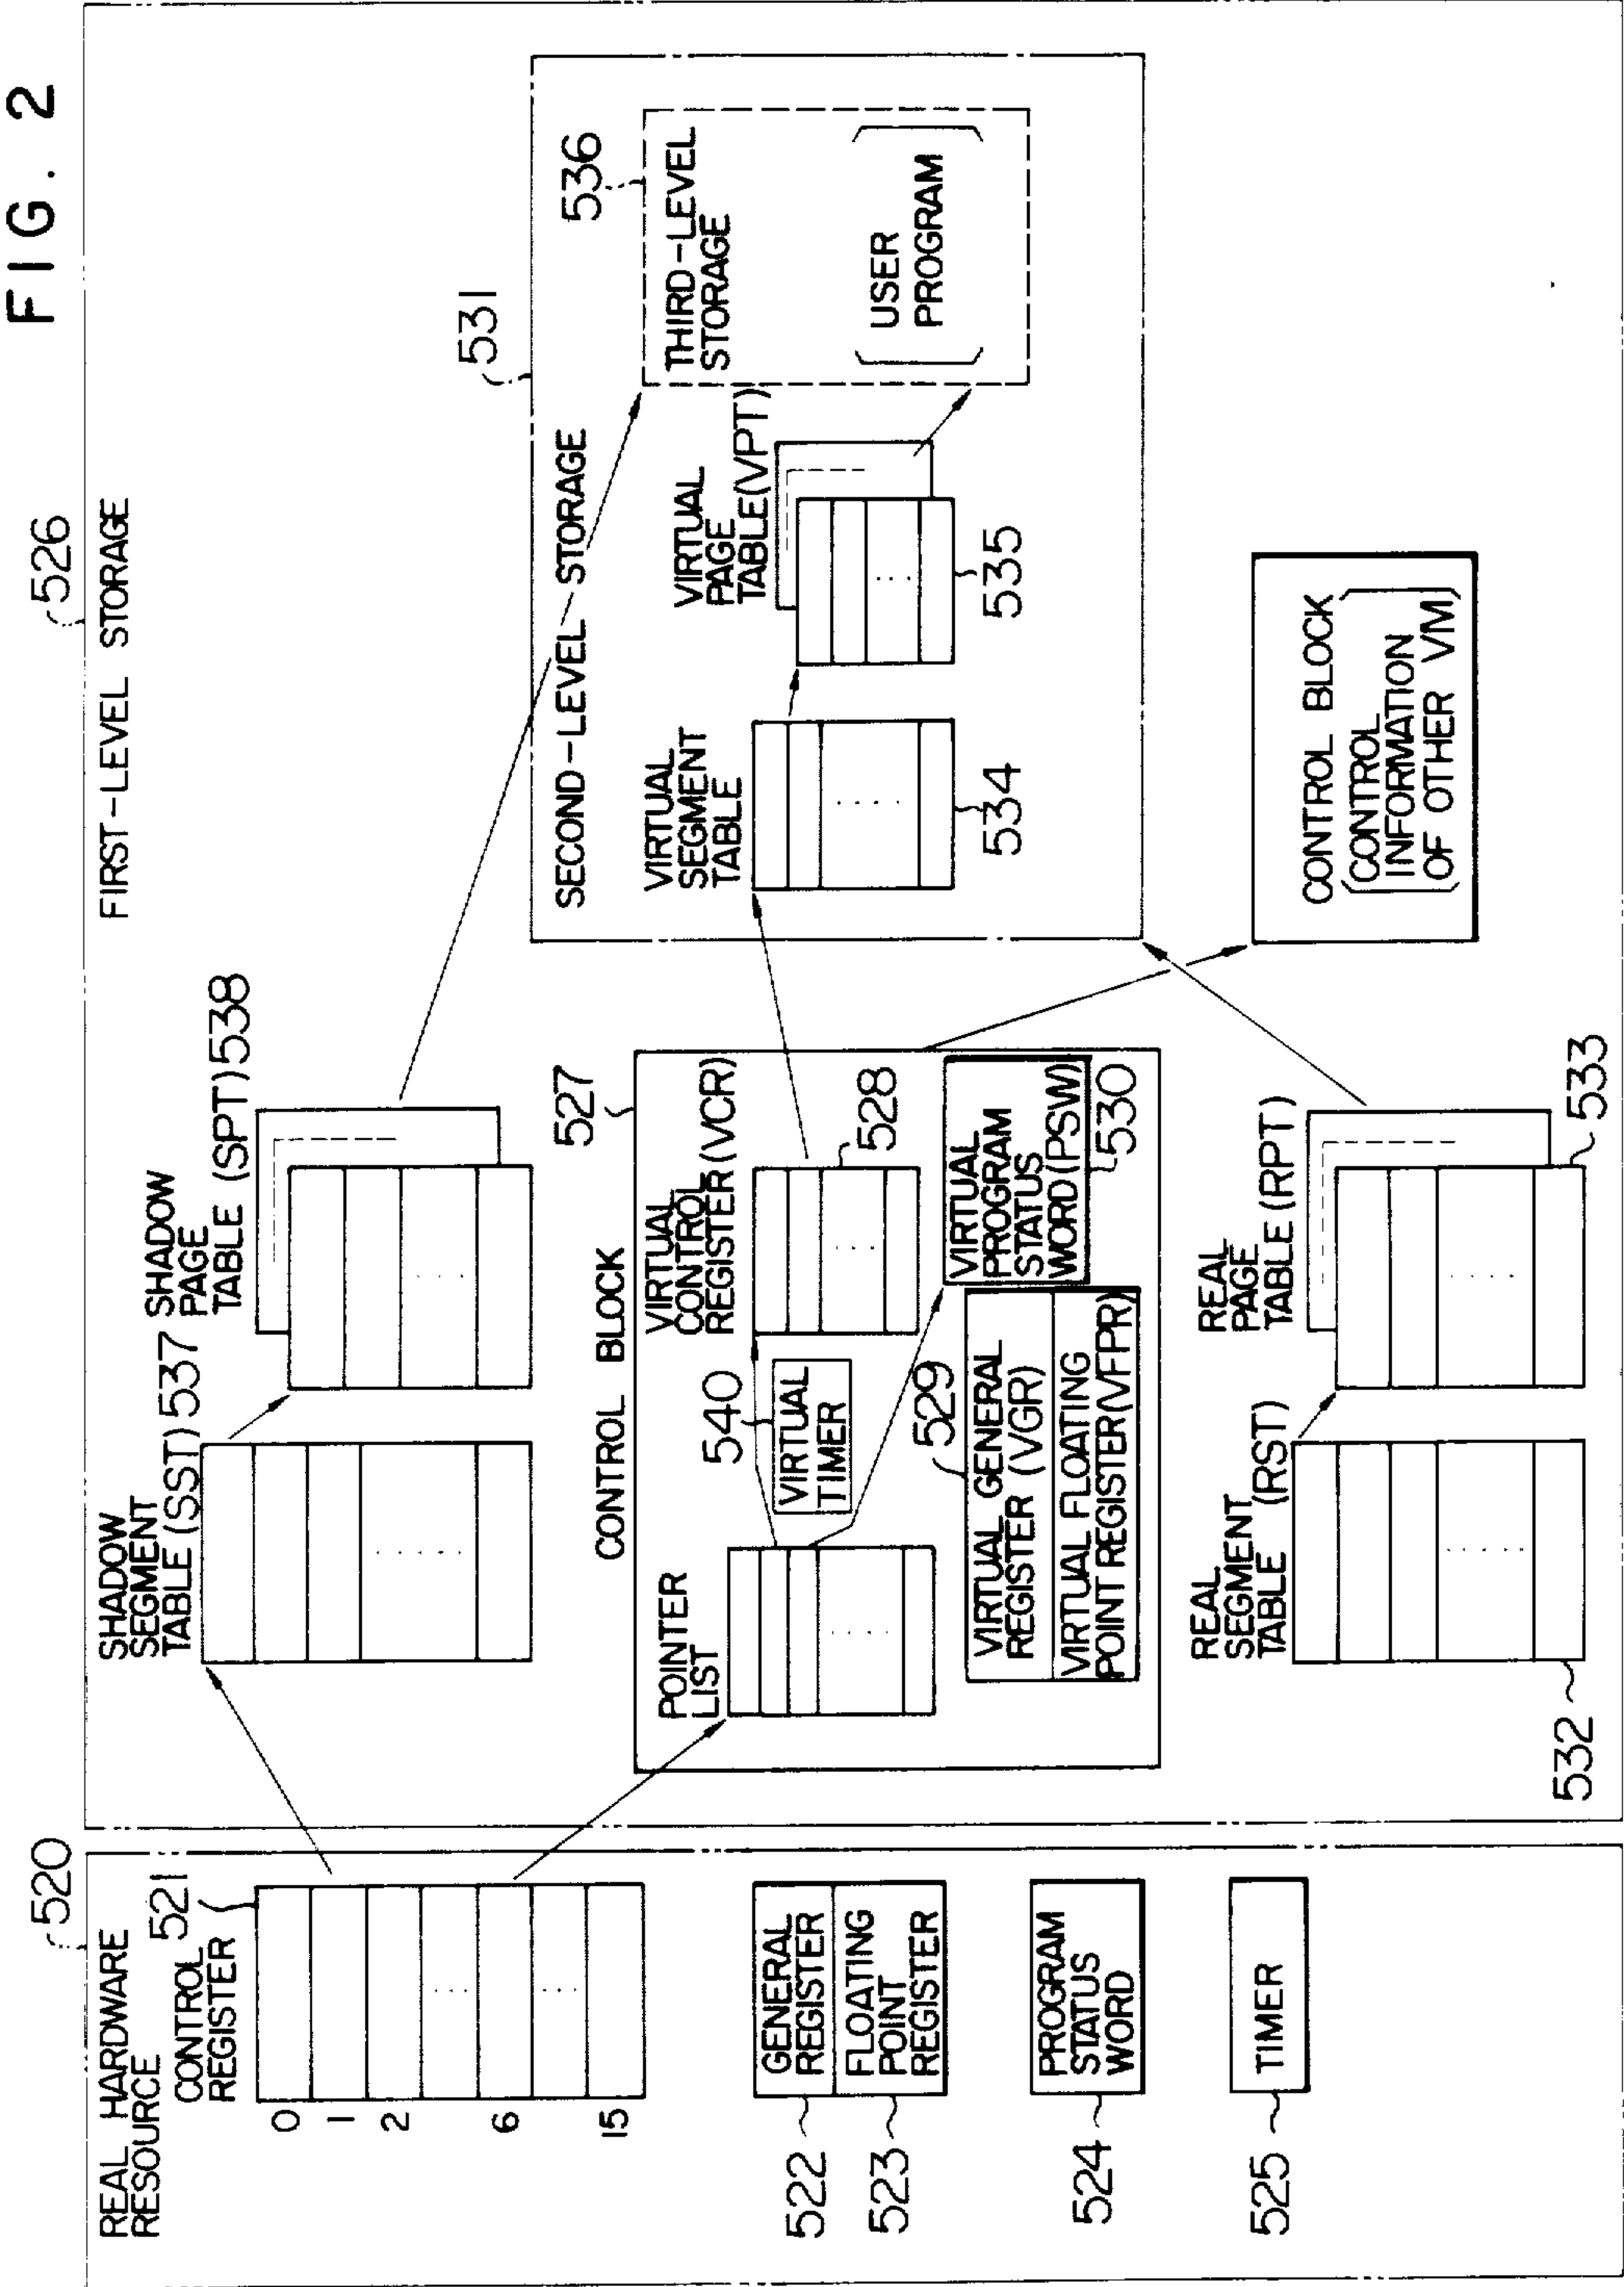 FIG. 2
520
REAL HARDWARE
RESOURCE
CONTROL
REGISTER
521
0
1
2
6
15
GENERAL
REGISTER
522
FLOATING
POINT
REGISTER
523
PROGRAM
STATUS
WORD
524
TIMER
525
526
FIRST-LEVEL STORAGE
SHADOW
SEGMENT
TABLE (SST) 537
SHADOW
PAGE
TABLE (SPT) 538
CONTROL BLOCK
527
POINTER
LIST
540
VIRTUAL
TIMER
VIRTUAL
CONTROL
REGISTER (VCR)
528
529
VIRTUAL GENERAL
REGISTER (VGR)
VIRTUAL FLOATING
POINT REGISTER (VFPR)
VIRTUAL
PROGRAM
STATUS
WORD (PSW)
530
REAL
SEGMENT
TABLE (RST)
532
REAL
PAGE
TABLE (RPT)
533
531
SECOND-LEVEL STORAGE
VIRTUAL
SEGMENT
TABLE
534
VIRTUAL
PAGE
TABLE (VPT)
535
536
THIRD-LEVEL
STORAGE
(USER
PROGRAM)
CONTROL BLOCK
(CONTROL
INFORMATION
OF OTHER VM)